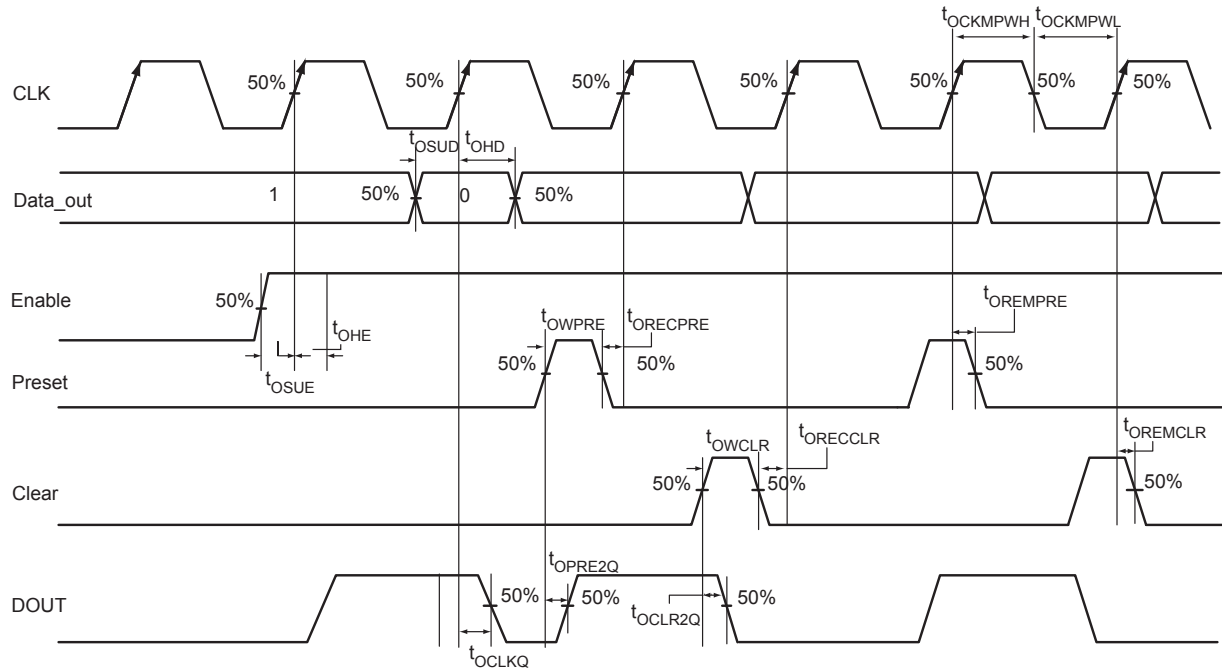 tOCKMPWH tOCKMPWL
CLK
50% 50% 50% 50% 50% 50% 50%
tOSUD tOHD
Data_out
1 50% 0 50%
Enable
50%
tOHE
tOSUE
tOWPRE tORECPRE
tOREMPRE
Preset
50% 50% 50%
tOWCLR tORECCLR
tOREMCLR
Clear
50% 50% 50%
DOUT
tOPRE2Q
50% 50% 50%
tOCLR2Q
tOCLKQ